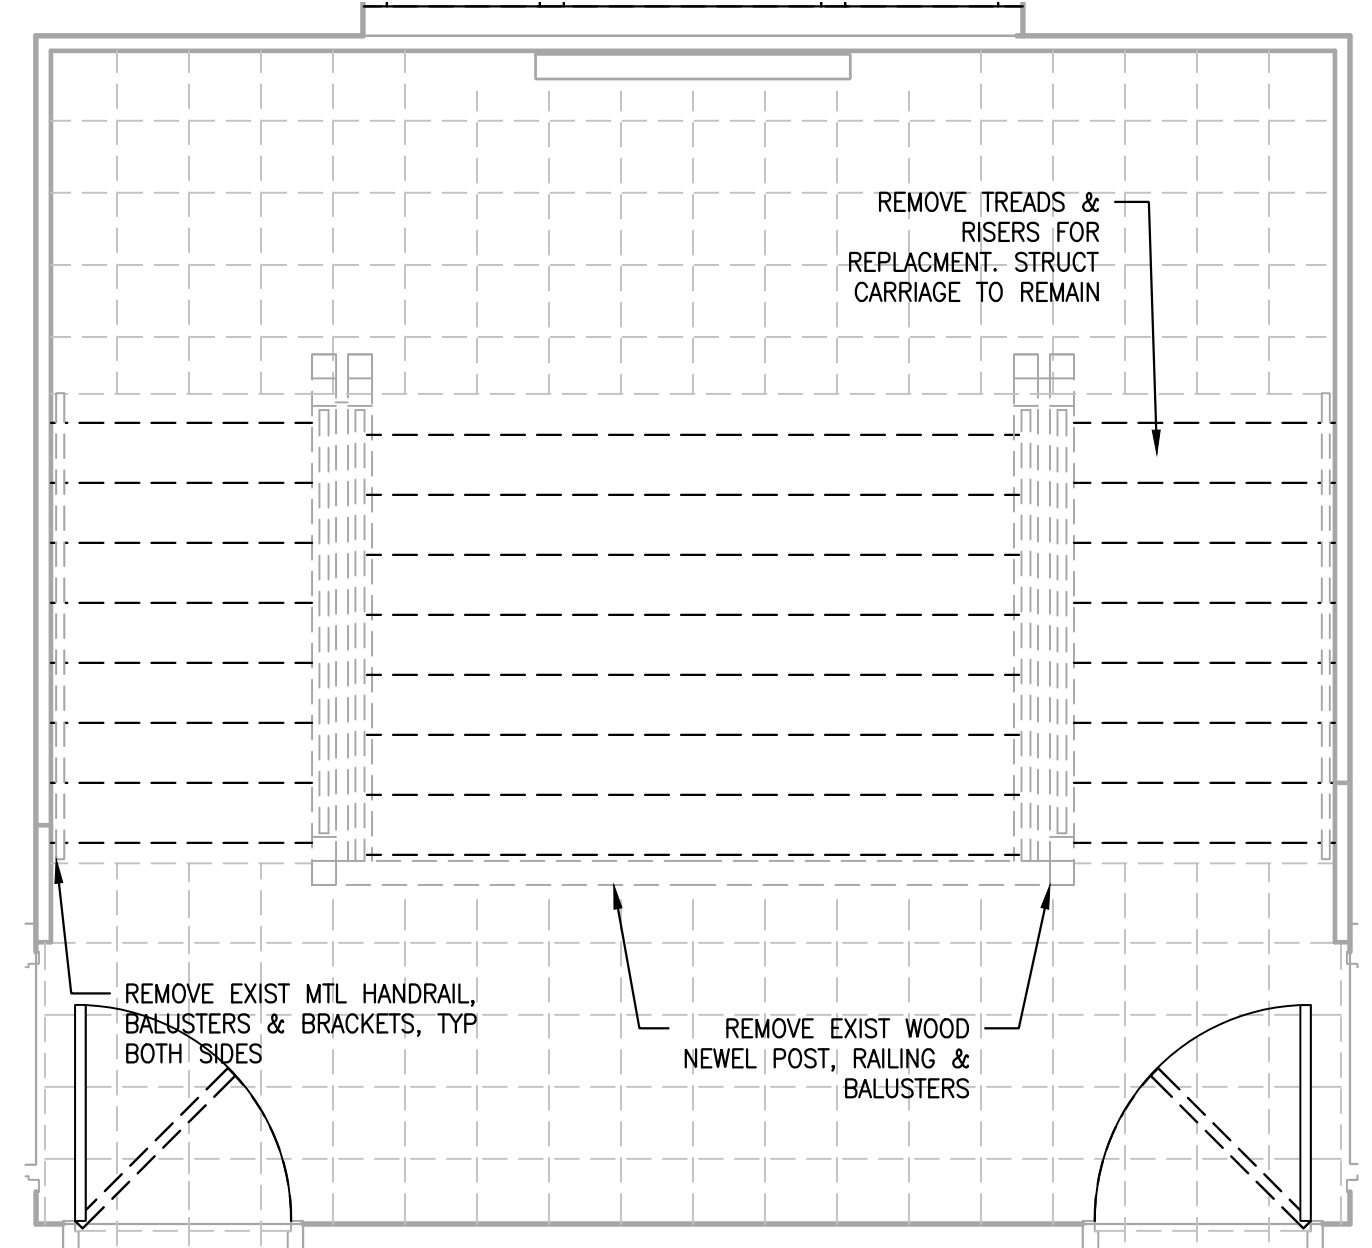 REMOVE TREADS &
RISERS FOR
REPLACMENT. STRUCT
CARRIAGE TO REMAIN
REMOVE EXIST MTL HANDRAIL,
BALUSTERS & BRACKETS, TYP
BOTH SIDES
REMOVE EXIST WOOD
NEWEL POST, RAILING &
BALUSTERS